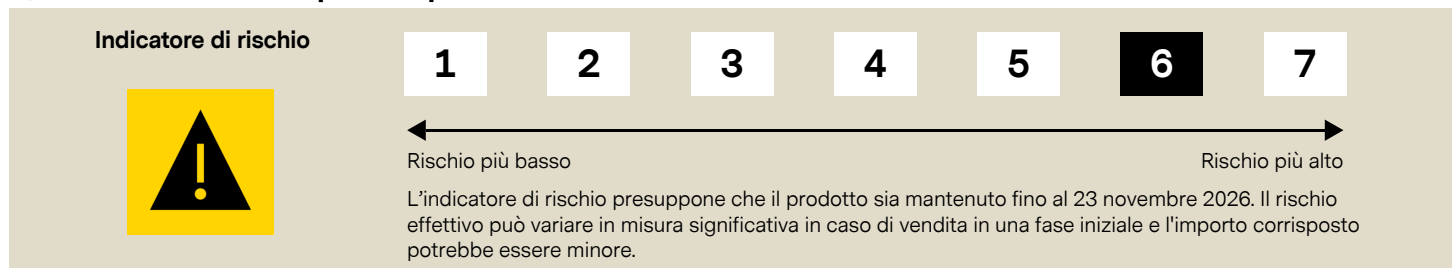 Indicatore di rischio
1 2 3 4 5 6 7
Rischio più basso Rischio più alto
L'indicatore di rischio presuppone che il prodotto sia mantenuto fino al 23 novembre 2026. Il rischio
effettivo può variare in misura significativa in caso di vendita in una fase iniziale e l'importo corrisposto
potrebbe essere minore.